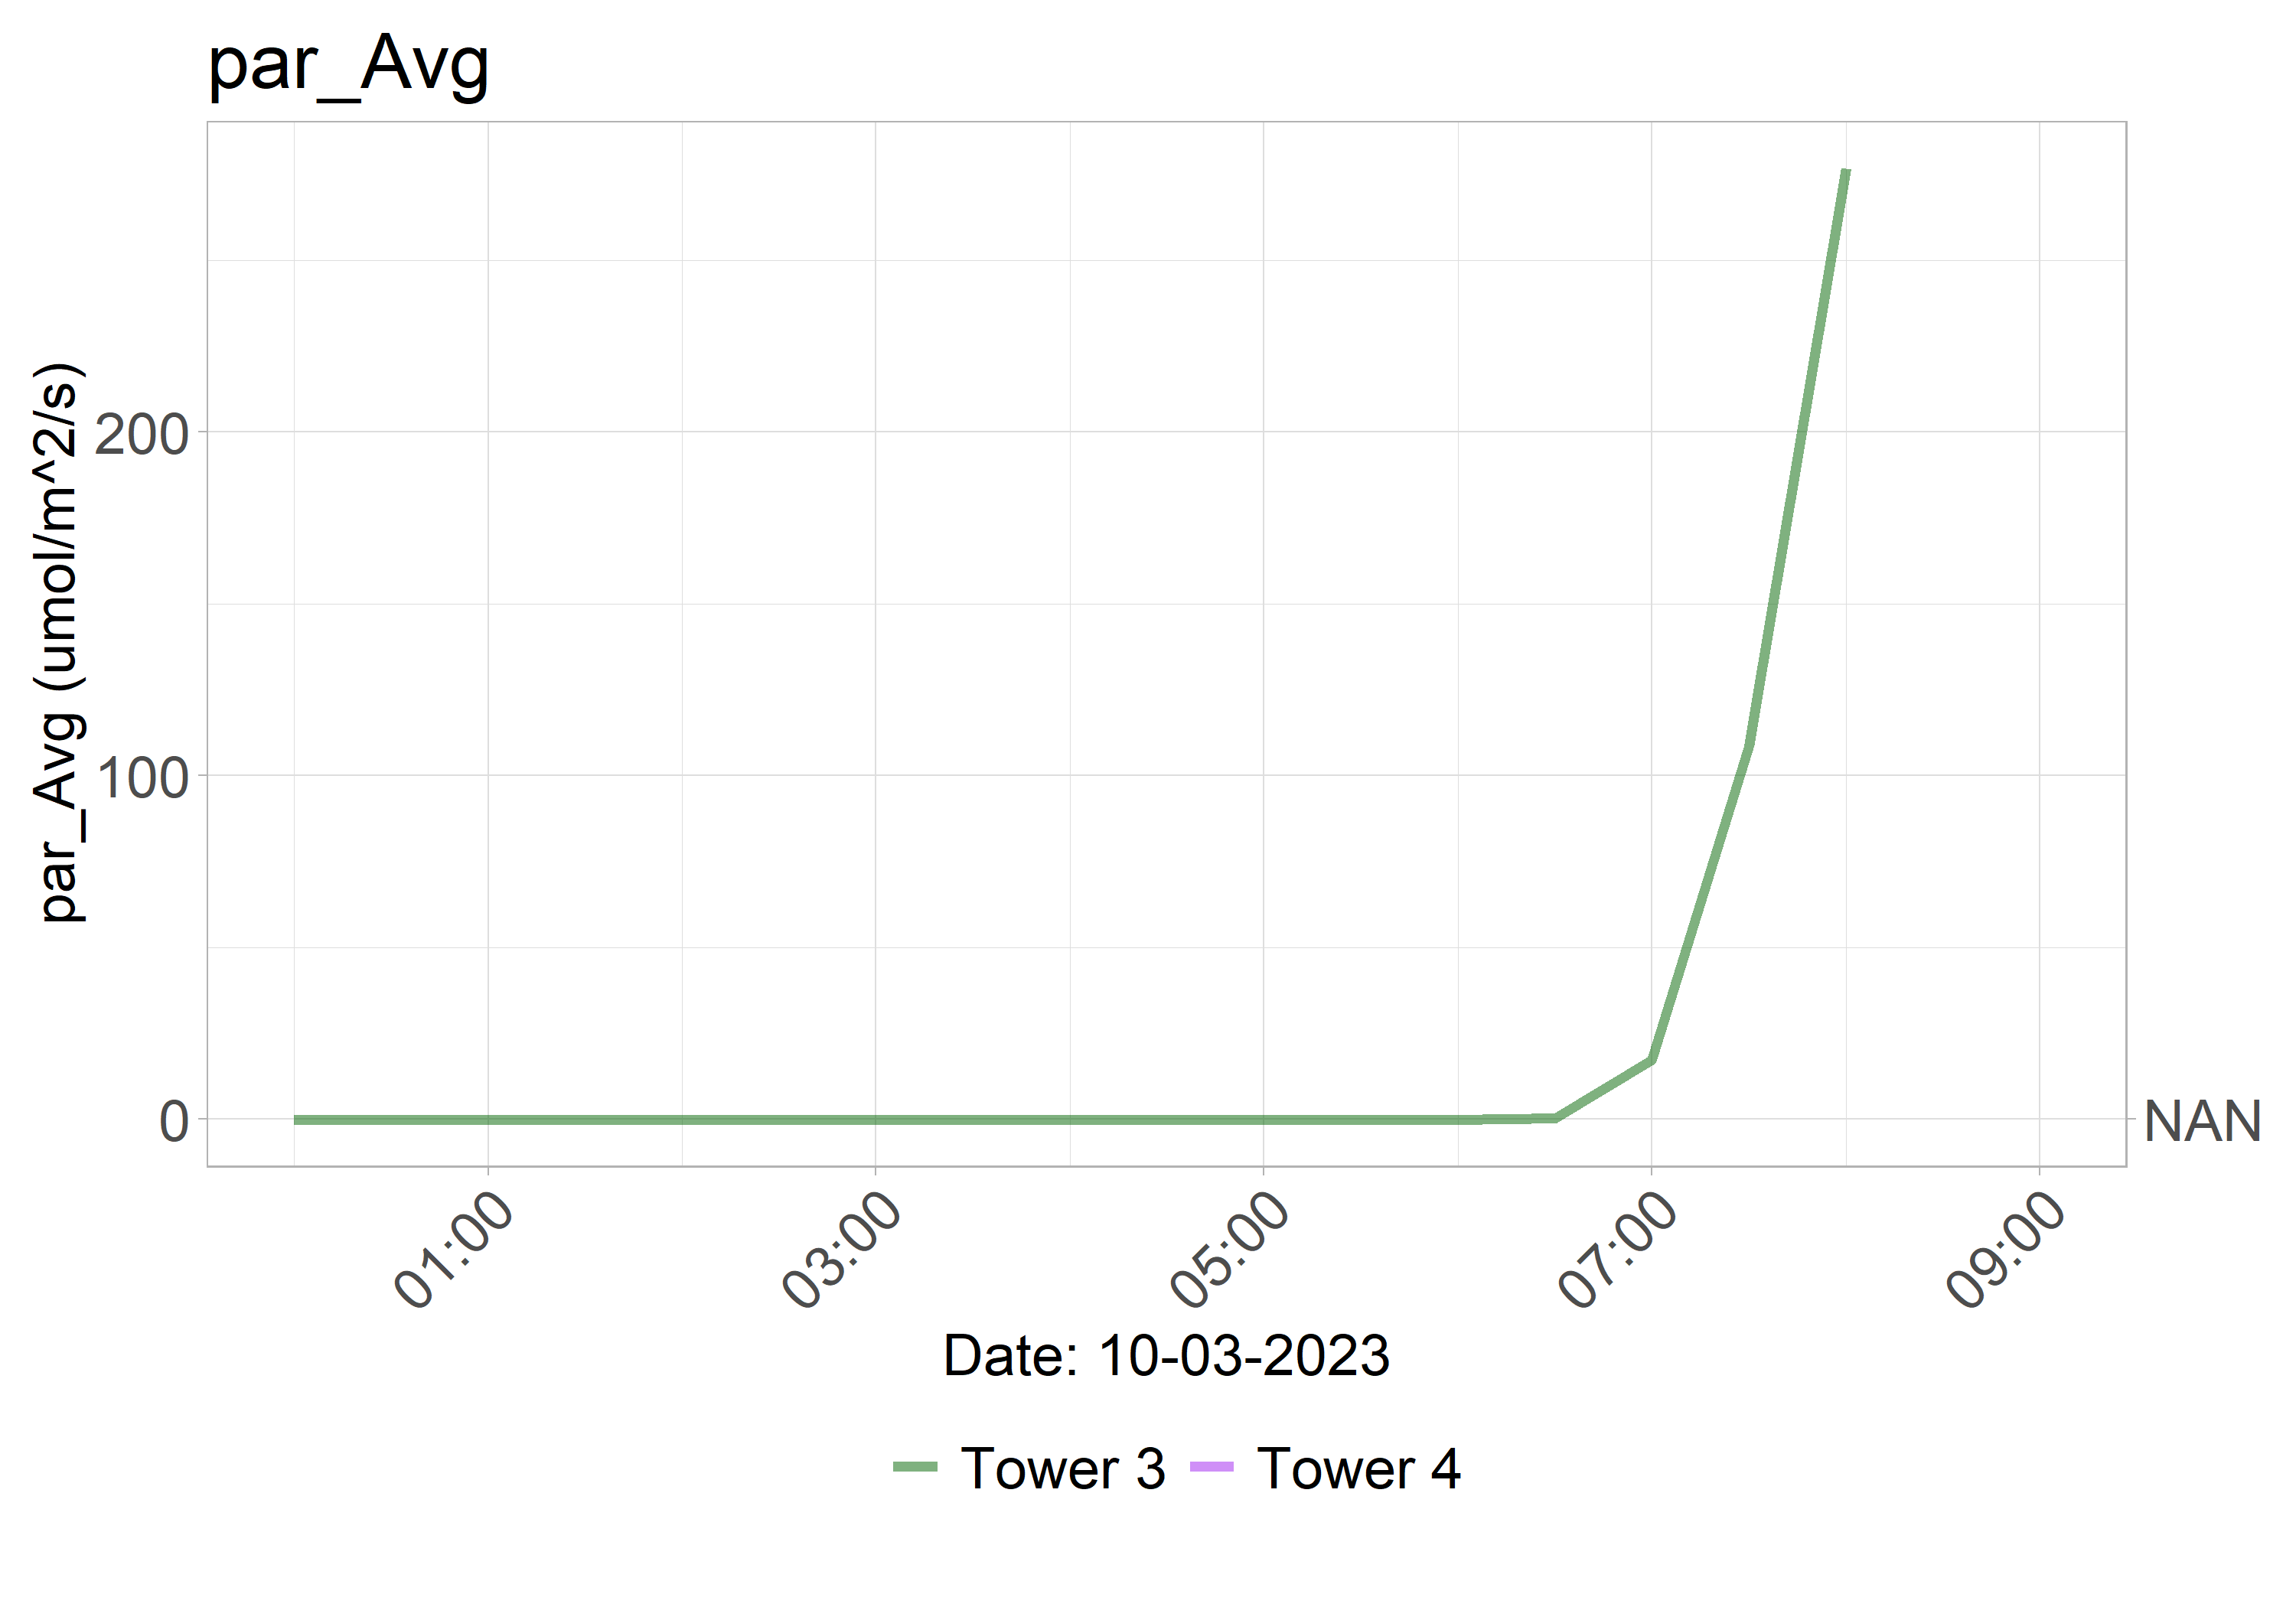 par_Avg
par_Avg (umol/m^2/s)
200
100
0
NAN
01:00
03:00
05:00
07:00
09:00
Date: 10-03-2023
Tower 3
Tower 4